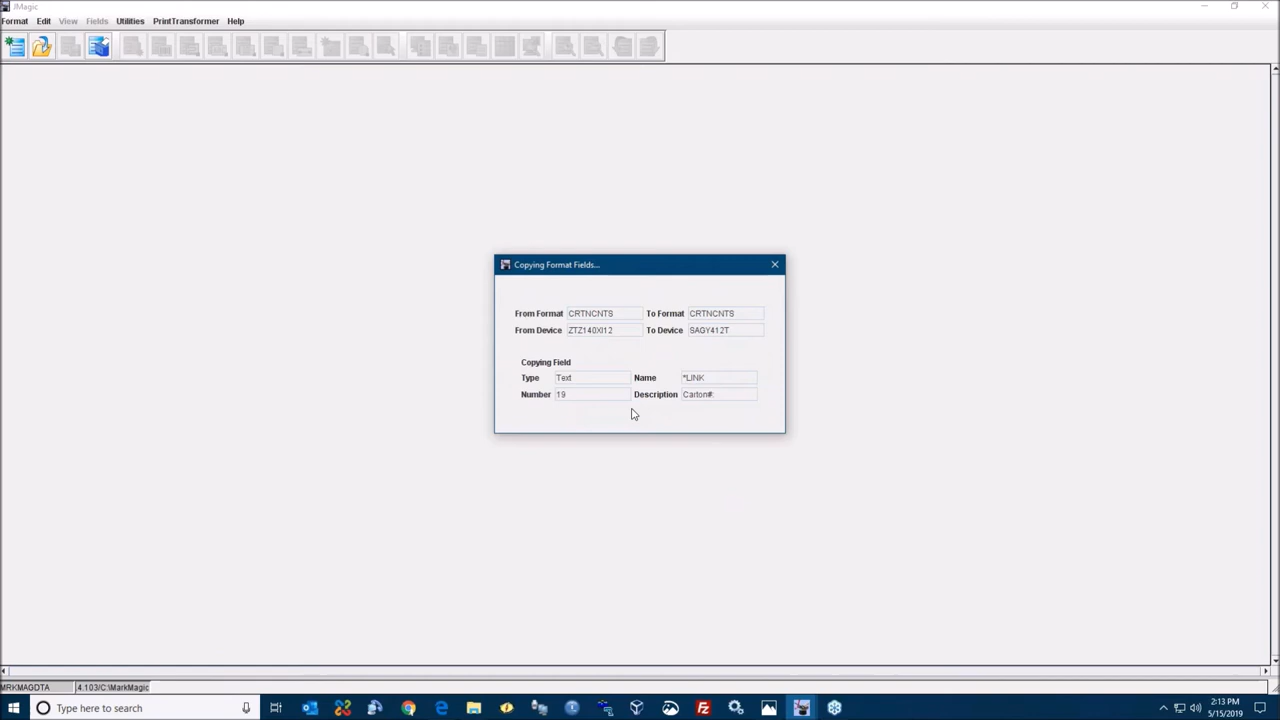 JMagic
Format Edit View Fields Utilities PrintTransformer Help
Copying Format Fields...
From Format CRTNCNTS To Format CRTNCNTS
From Device ZTZ140XI12 To Device SAGY412T
Copying Field
Type Text Name *LINK
Number 19 Description Carton#:
MRKMAGDTA 4.103/C:\MarkMagic
Type here to search
2:13 PM
5/15/2019